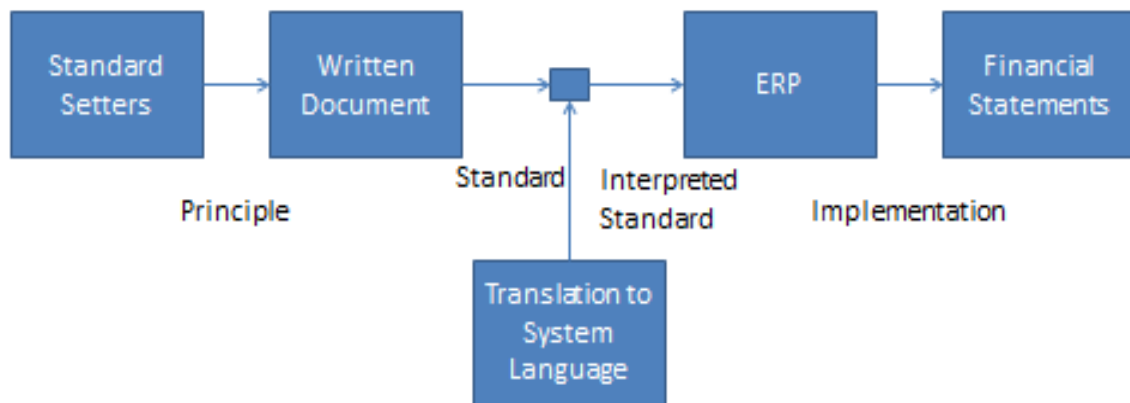 Standard
Setters
Written
Document
ERP
Financial
Statements
Principle
Standard
Interpreted
Standard
Implementation
Translation to
System
Language